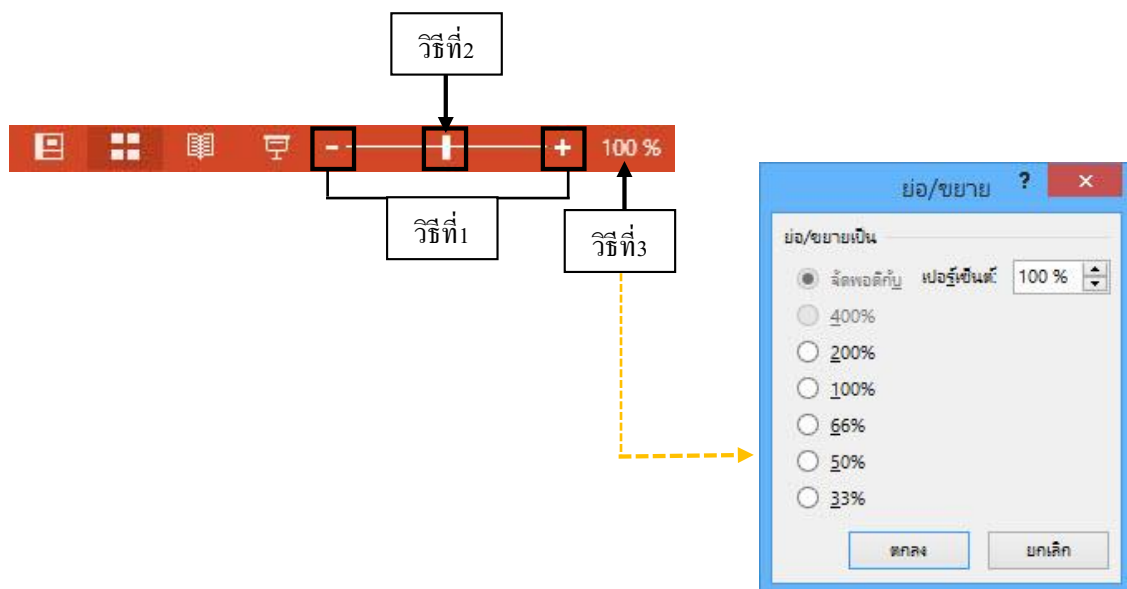 วิธีที่2
100 %
วิธีที่1
วิธีที่3
ย่อ/ขยาย ?
ย่อ/ขยายเป็น
จัดพอดีกับ เปอร์เซ็นต์: 100 %
400%
200%
100%
66%
50%
33%
ตกลง ยกเลิก